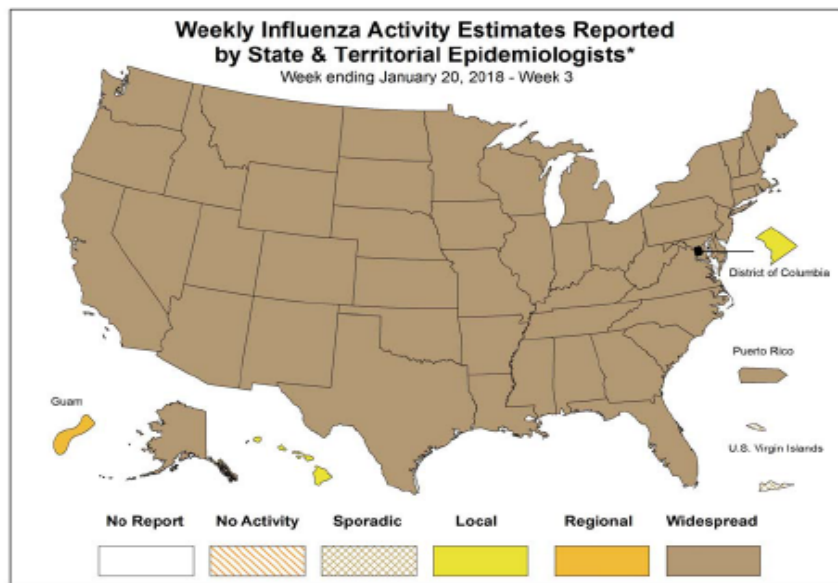 Weekly Influenza Activity Estimates Reported
by State & Territorial Epidemiologists*
Week ending January 20, 2018 - Week 3
District of Columbia
Puerto Rico
Guam
U.S. Virgin Islands
No Report No Activity Sporadic Local Regional Widespread